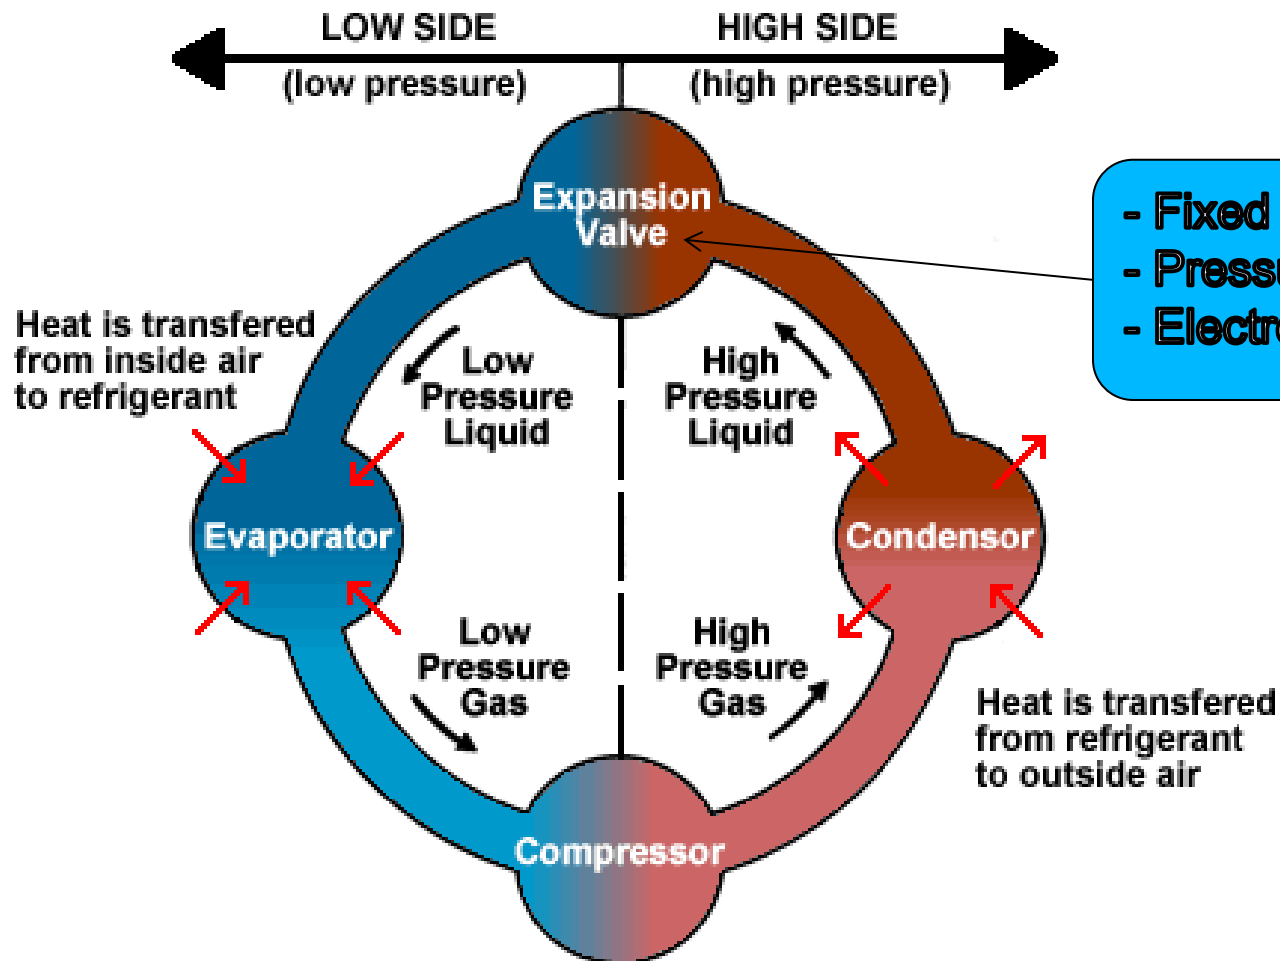 LOW SIDE
(low pressure)
HIGH SIDE
(high pressure)
Expansion
Valve
- Fixed
-
-
Heat is transfered
from inside air
to refrigerant
Low
Pressure
Liquid
High
Pressure
Liquid
Evaporator
Condensor
Low
Pressure
Gas
High
Pressure
Gas
Heat is transfered
from refrigerant
to outside air
Compressor